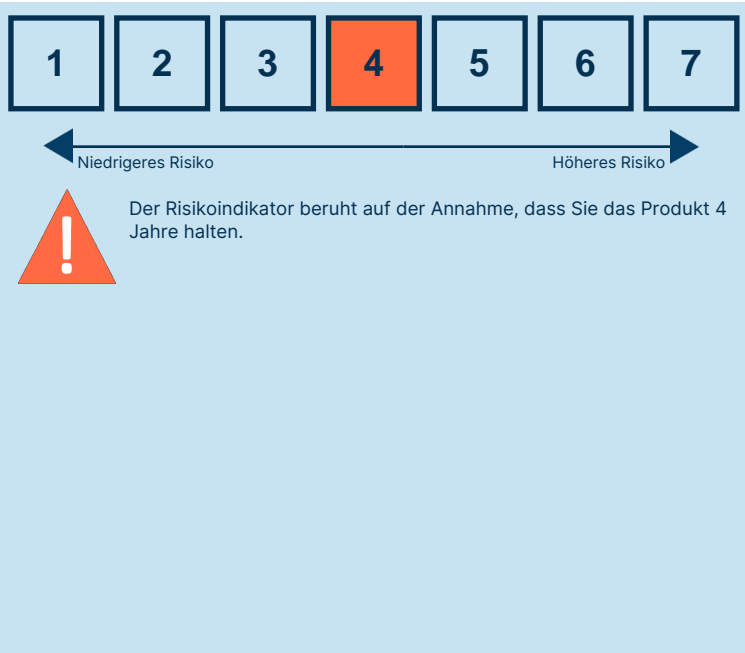 1 2 3 4 5 6 7
Niedrigeres Risiko Höheres Risiko
Der Risikoindikator beruht auf der Annahme, dass Sie das Produkt 4
Jahre halten.